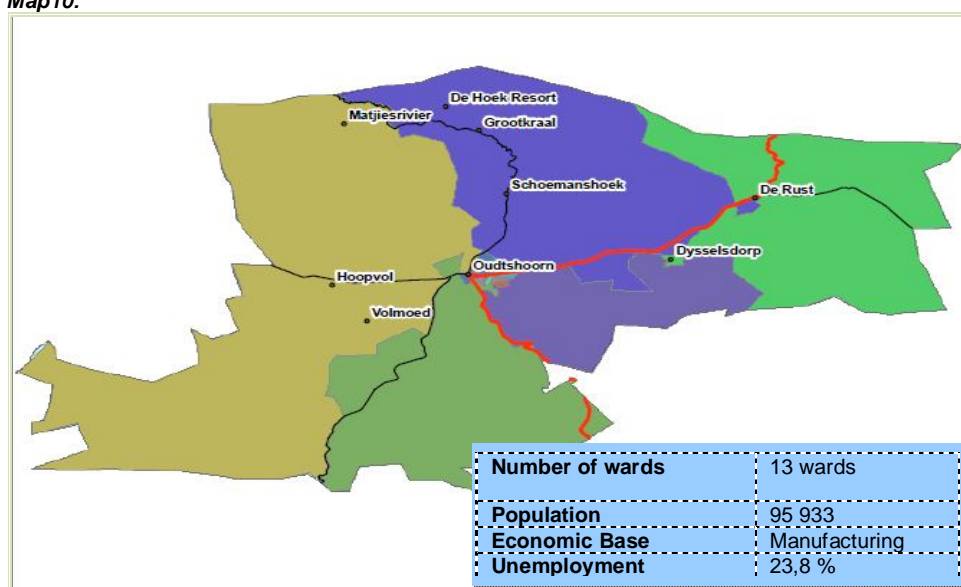 Map10.
De Hoek Resort
Matjiesrivier
Grootkraal
Schoemanshoek
De Rust
Dysselsdorp
Oudtshoorn
Hoopvol
Volmoed
Number of wards 13 wards
Population 95 933
Economic Base Manufacturing
Unemployment 23,8 %